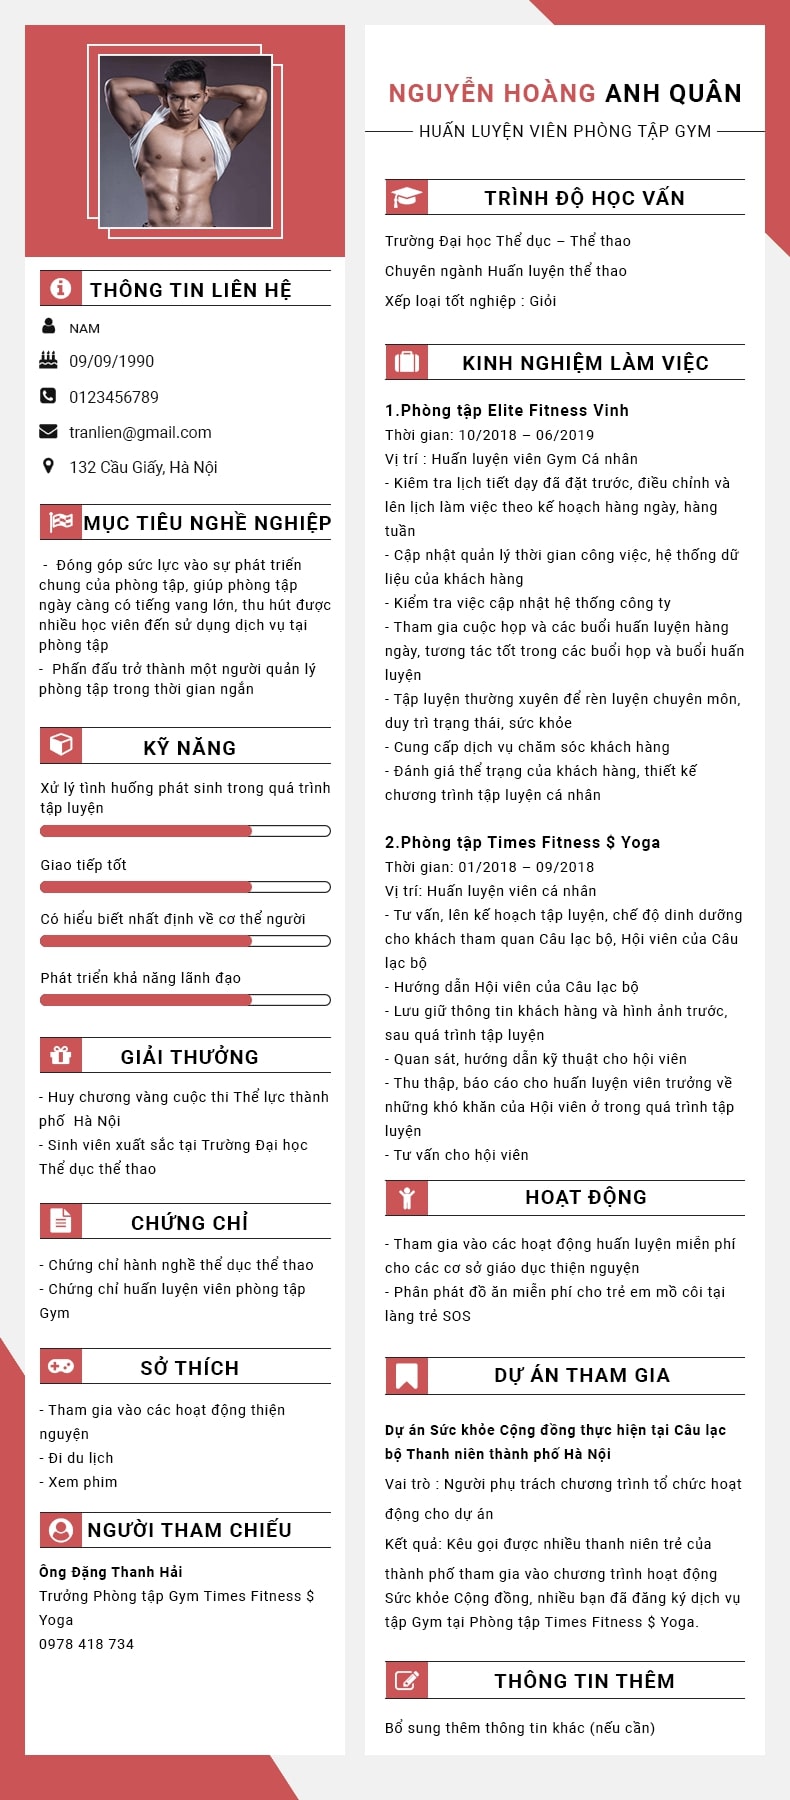 THÔNG TIN LIÊN HỆ
NAM
09/09/1990
0123456789
tranlien@gmail.com
132 Cầu Giấy, Hà Nội
MỤC TIÊU NGHỀ NGHIỆP
- Đóng góp sức lực vào sự phát triển
chung của phòng tập, giúp phòng tập
ngày càng có tiếng vang lớn, thu hút được
nhiều học viên đến sử dụng dịch vụ tại
phòng tập
- Phấn đấu trở thành một người quản lý
phòng tập trong thời gian ngắn
KỸ NĂNG
Xử lý tình huống phát sinh trong quá trình
tập luyện
Giao tiếp tốt
Có hiểu biết nhất định về cơ thể người
Phát triển khả năng lãnh đạo
GIẢI THƯỞNG
- Huy chương vàng cuộc thi Thể lực thành
phố Hà Nội
- Sinh viên xuất sắc tại Trường Đại học
Thể dục thể thao
CHỨNG CHỈ
- Chứng chỉ hành nghề thể dục thể thao
- Chứng chỉ huấn luyện viên phòng tập
Gym
SỞ THÍCH
- Tham gia vào các hoạt động thiện
nguyện
- Đi du lịch
- Xem phim
NGƯỜI THAM CHIẾU
Ông Đặng Thanh Hải
Trưởng Phòng tập Gym Times Fitness $
Yoga
0978 418 734
NGUYỄN HOÀNG ANH QUÂN
HUẤN LUYỆN VIÊN PHÒNG TẬP GYM
TRÌNH ĐỘ HỌC VẤN
Trường Đại học Thể dục – Thể thao
Chuyên ngành Huấn luyện thể thao
Xếp loại tốt nghiệp : Giỏi
KINH NGHIỆM LÀM VIỆC
1.Phòng tập Elite Fitness Vinh
Thời gian: 10/2018 – 06/2019
Vị trí : Huấn luyện viên Gym Cá nhân
- Kiêm tra lịch tiết dạy đã đặt trước, điều chỉnh và
lên lịch làm việc theo kế hoạch hàng ngày, hàng
tuần
- Cập nhật quản lý thời gian công việc, hệ thống dữ
liệu của khách hàng
- Kiểm tra việc cập nhật hệ thống công ty
- Tham gia cuộc họp và các buổi huấn luyện hàng
ngày, tương tác tốt trong các buổi họp và buổi huấn
luyện
- Tập luyện thường xuyên để rèn luyện chuyên môn,
duy trì trạng thái, sức khỏe
- Cung cấp dịch vụ chăm sóc khách hàng
- Đánh giá thể trạng của khách hàng, thiết kế
chương trình tập luyện cá nhân
2.Phòng tập Times Fitness $ Yoga
Thời gian: 01/2018 – 09/2018
Vị trí: Huấn luyện viên cá nhân
- Tư vấn, lên kế hoạch tập luyện, chế độ dinh dưỡng
cho khách tham quan Câu lạc bộ, Hội viên của Câu
lạc bộ
- Hướng dẫn Hội viên của Câu lạc bộ
- Lưu giữ thông tin khách hàng và hình ảnh trước,
sau quá trình tập luyện
- Quan sát, hướng dẫn kỹ thuật cho hội viên
- Thu thập, báo cáo cho huấn luyện viên trưởng về
những khó khăn của Hội viên ở trong quá trình tập
luyện
- Tư vấn cho hội viên
HOẠT ĐỘNG
- Tham gia vào các hoạt động huấn luyện miễn phí
cho các cơ sở giáo dục thiện nguyện
- Phân phát đồ ăn miễn phí cho trẻ em mồ côi tại
làng trẻ SOS
DỰ ÁN THAM GIA
Dự án Sức khỏe Cộng đồng thực hiện tại Câu lạc
bộ Thanh niên thành phố Hà Nội
Vai trò : Người phụ trách chương trình tổ chức hoạt
động cho dự án
Kết quả: Kêu gọi được nhiều thanh niên trẻ của
thành phố tham gia vào chương trình hoạt động
Sức khỏe Cộng đồng, nhiều bạn đã đăng ký dịch vụ
tập Gym tại Phòng tập Times Fitness $ Yoga.
THÔNG TIN THÊM
Bổ sung thêm thông tin khác (nếu cần)